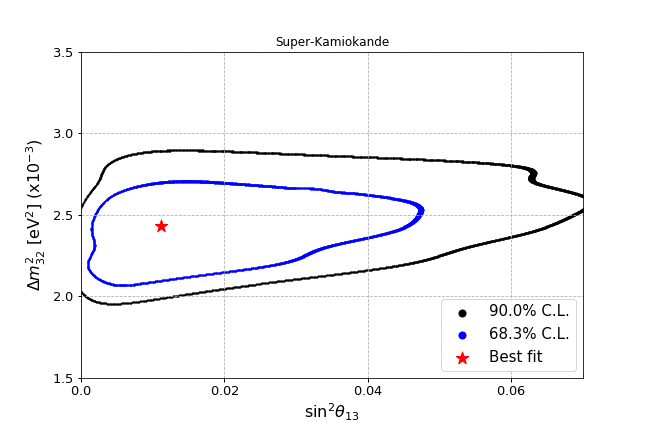 Super-Kamiokande
3.5
3.0
2.5
2.0
1.5
Δm²₃₂ [eV²] (x10⁻³)
90.0% C.L.
68.3% C.L.
Best fit
0.0 0.02 0.04 0.06
sin²θ₁₃